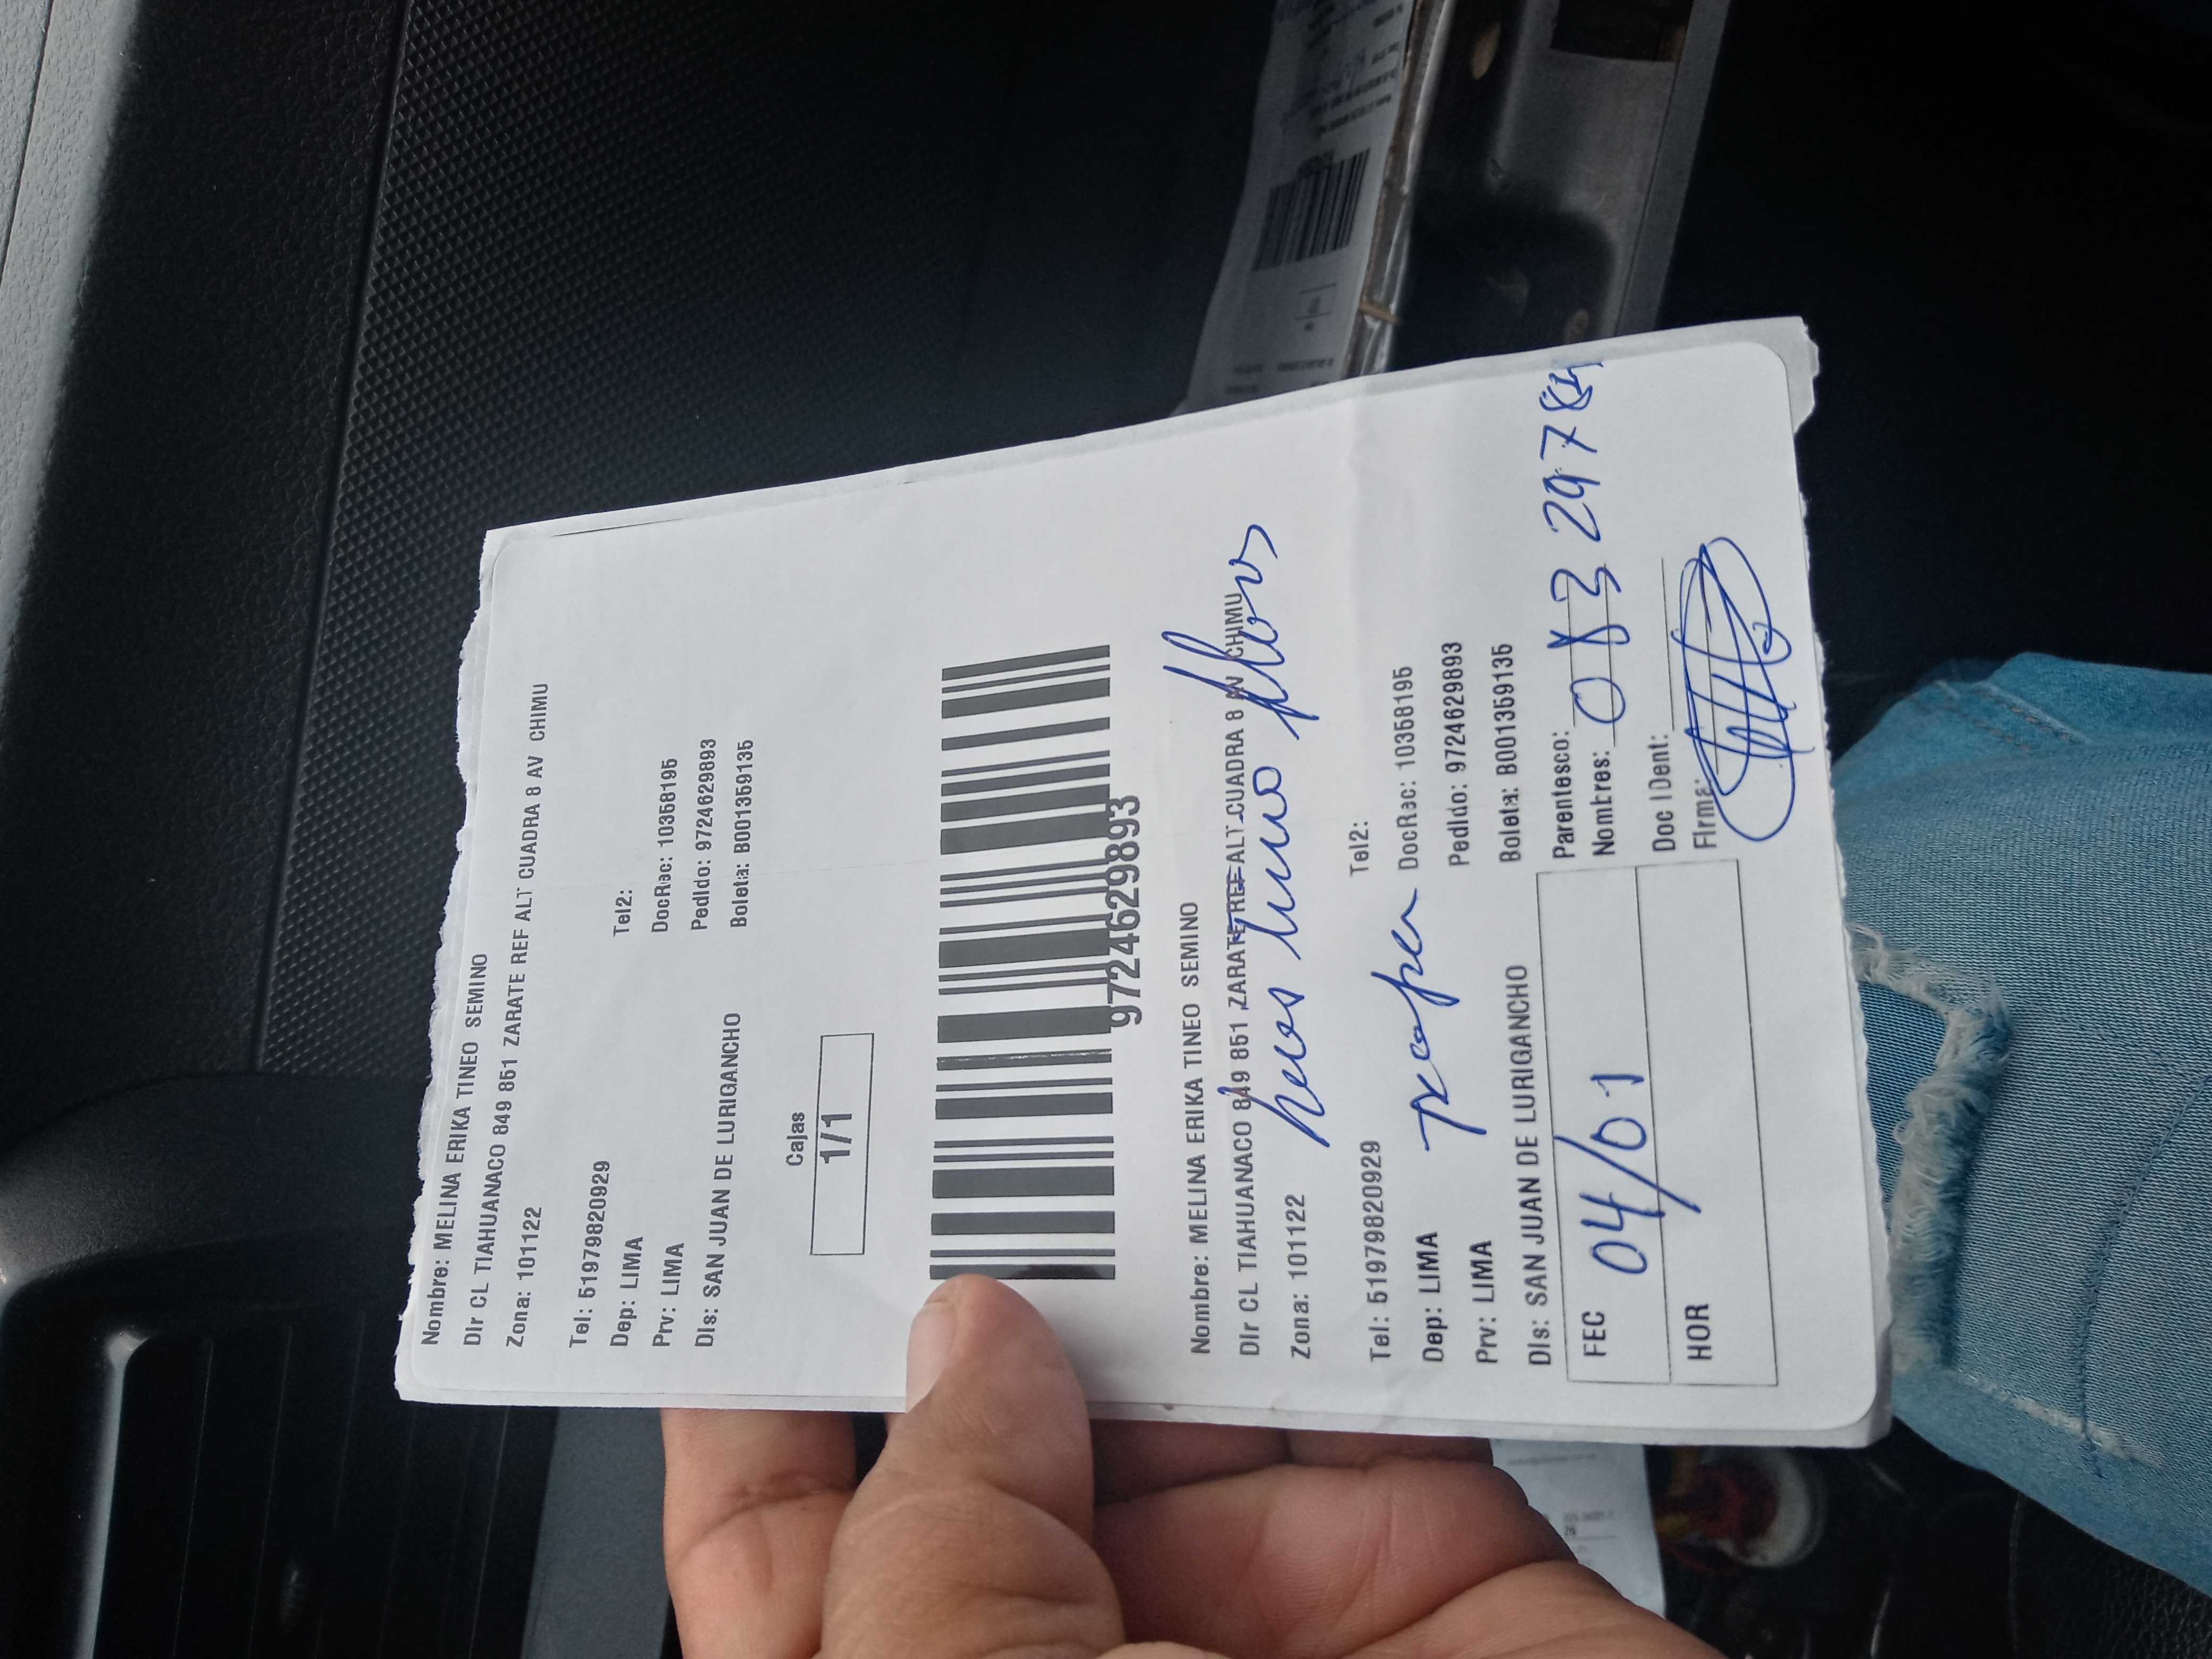 Nombre: MELINA ERIKA TINEO SEMINO
Dir CL TIAHUANACO 849 851 ZARATE REF ALT CUADRA 8 AV CHIMU
Zona: 101122
Tel: 51979820929 Tel2:
Dep: LIMA DocRec: 10358195
Prv: LIMA Pedido: 9724629893
Dis: SAN JUAN DE LURIGANCHO Boleta: B001359135
Cajas
1/1
9724629893
Nombre: MELINA ERIKA TINEO SEMINO
Dir CL TIAHUANACO 849 851 ZARATE REF ALT CUADRA 8 AV CHIMU
Zona: 101122
Tel: 51979820929 Tel2:
Dep: LIMA DocRec: 10358195
Prv: LIMA Pedido: 9724629893
Dis: SAN JUAN DE LURIGANCHO Boleta: B001359135
FEC 04/01 Parentesco:
Nombres:
HOR Doc IDent:
Firma: